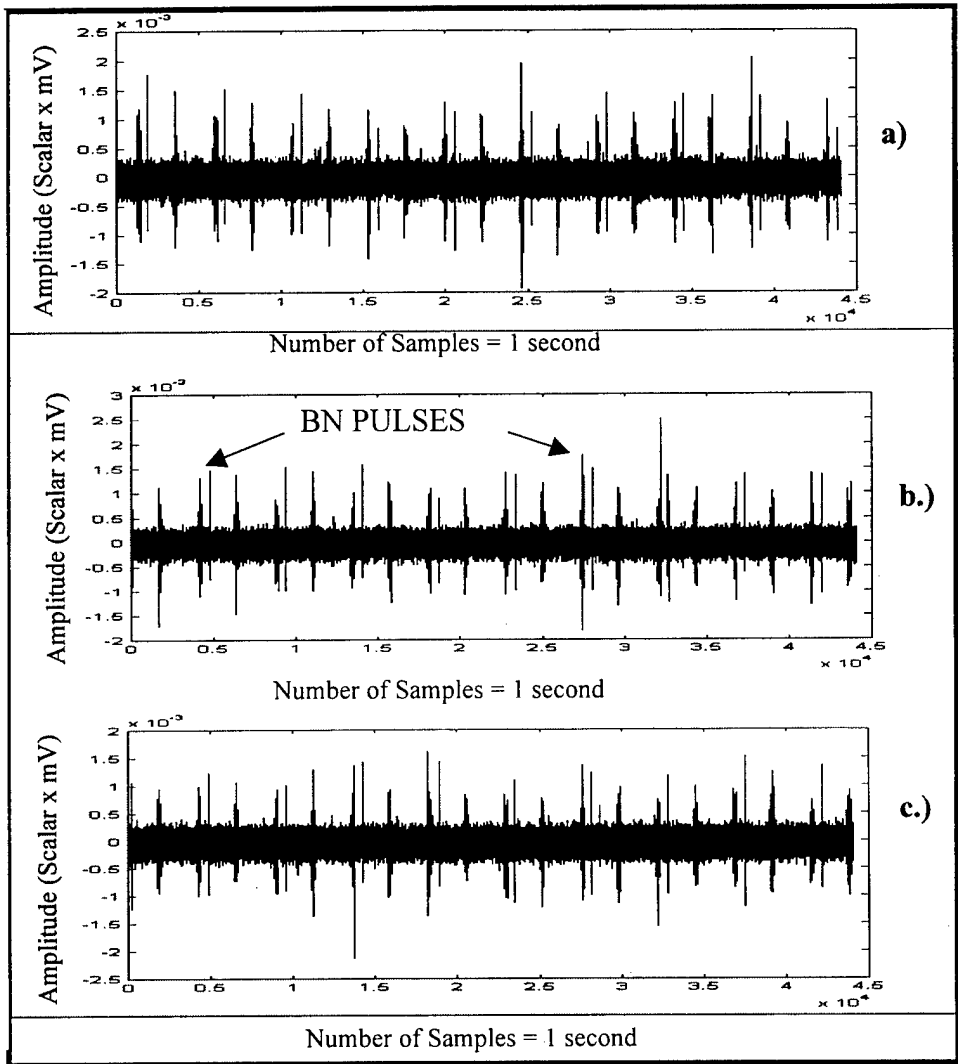 x 10⁻³
2.5
2
1.5
1
0.5
0
-0.5
-1
-1.5
-2
Amplitude (Scalar x mV)
a)
0 0.5 1 1.5 2 2.5 3 3.5 4 4.5
x 10⁴
Number of Samples = 1 second
x 10⁻³
3
2.5
2
1.5
1
0.5
0
-0.5
-1
-1.5
-2
Amplitude (Scalar x mV)
BN PULSES
b.)
0 0.5 1 1.5 2 2.5 3 3.5 4 4.5
x 10⁴
Number of Samples = 1 second
x 10⁻³
2
1.5
1
0.5
0
-0.5
-1
-1.5
-2
-2.5
Amplitude (Scalar x mV)
c.)
0 0.5 1 1.5 2 2.5 3 3.5 4 4.5
x 10⁴
Number of Samples = 1 second